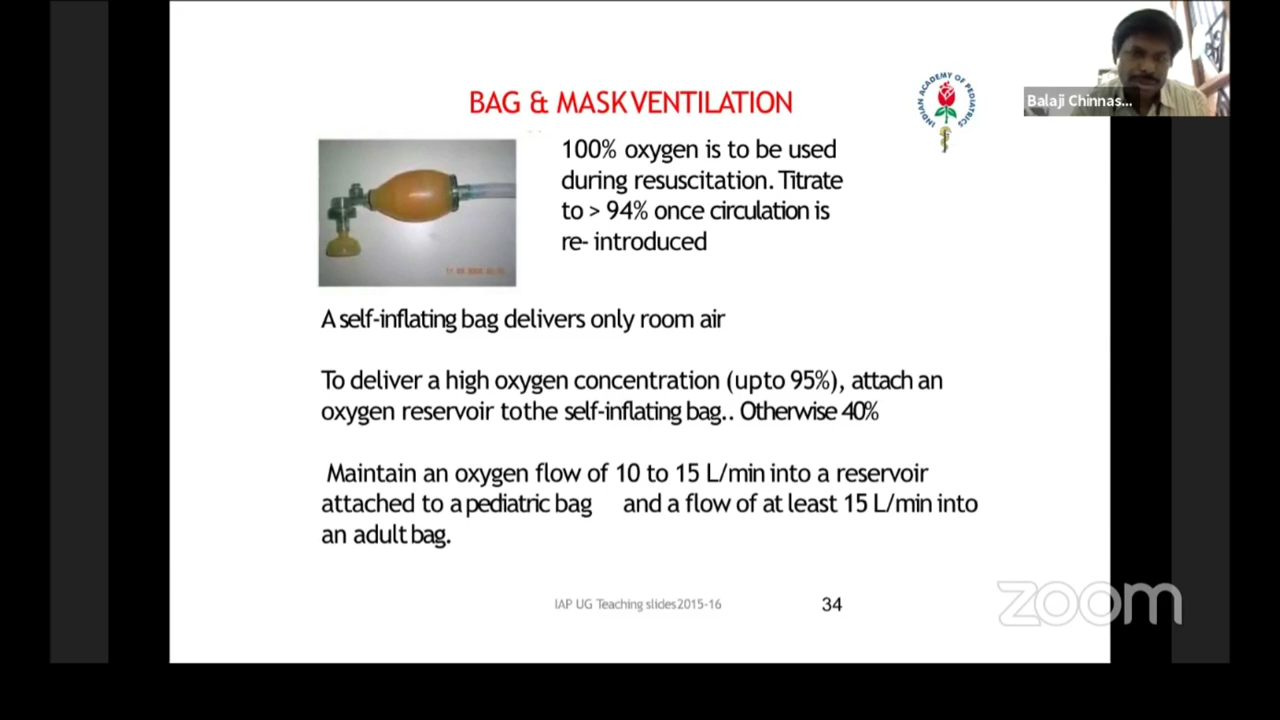 BAG & MASK VENTILATION
INDIAN ACADEMY OF PEDIATRICS
Balaji Chinnas...
100% oxygen is to be used
during resuscitation. Titrate
to > 94% once circulation is
re- introduced
A self-inflating bag delivers only room air
To deliver a high oxygen concentration (upto 95%), attach an
oxygen reservoir tothe self-inflating bag.. Otherwise 40%
Maintain an oxygen flow of 10 to 15 L/min into a reservoir
attached to a pediatric bag and a flow of at least 15 L/min into
an adult bag.
IAP UG Teaching slides 2015-16
34
zoom